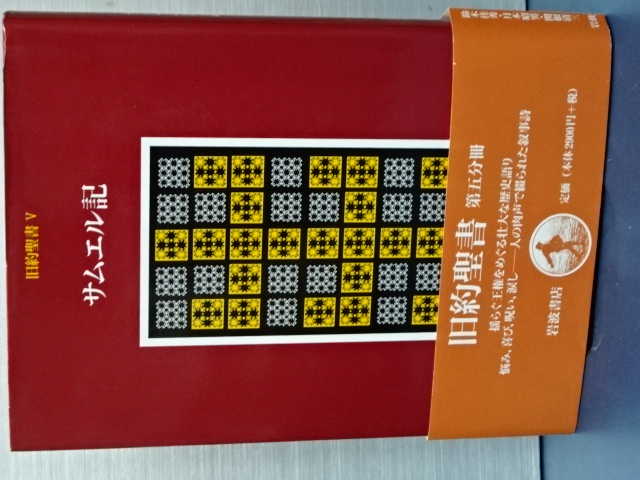 旧約聖書 V
サムエル記
旧約聖書 第五分冊
揺らぐ王権をめぐる壮大な歴史語り
悩み、喜び、呪い、涙し──人の肉声で綴られた叙事詩
岩波書店
定価(本体2900円+税)